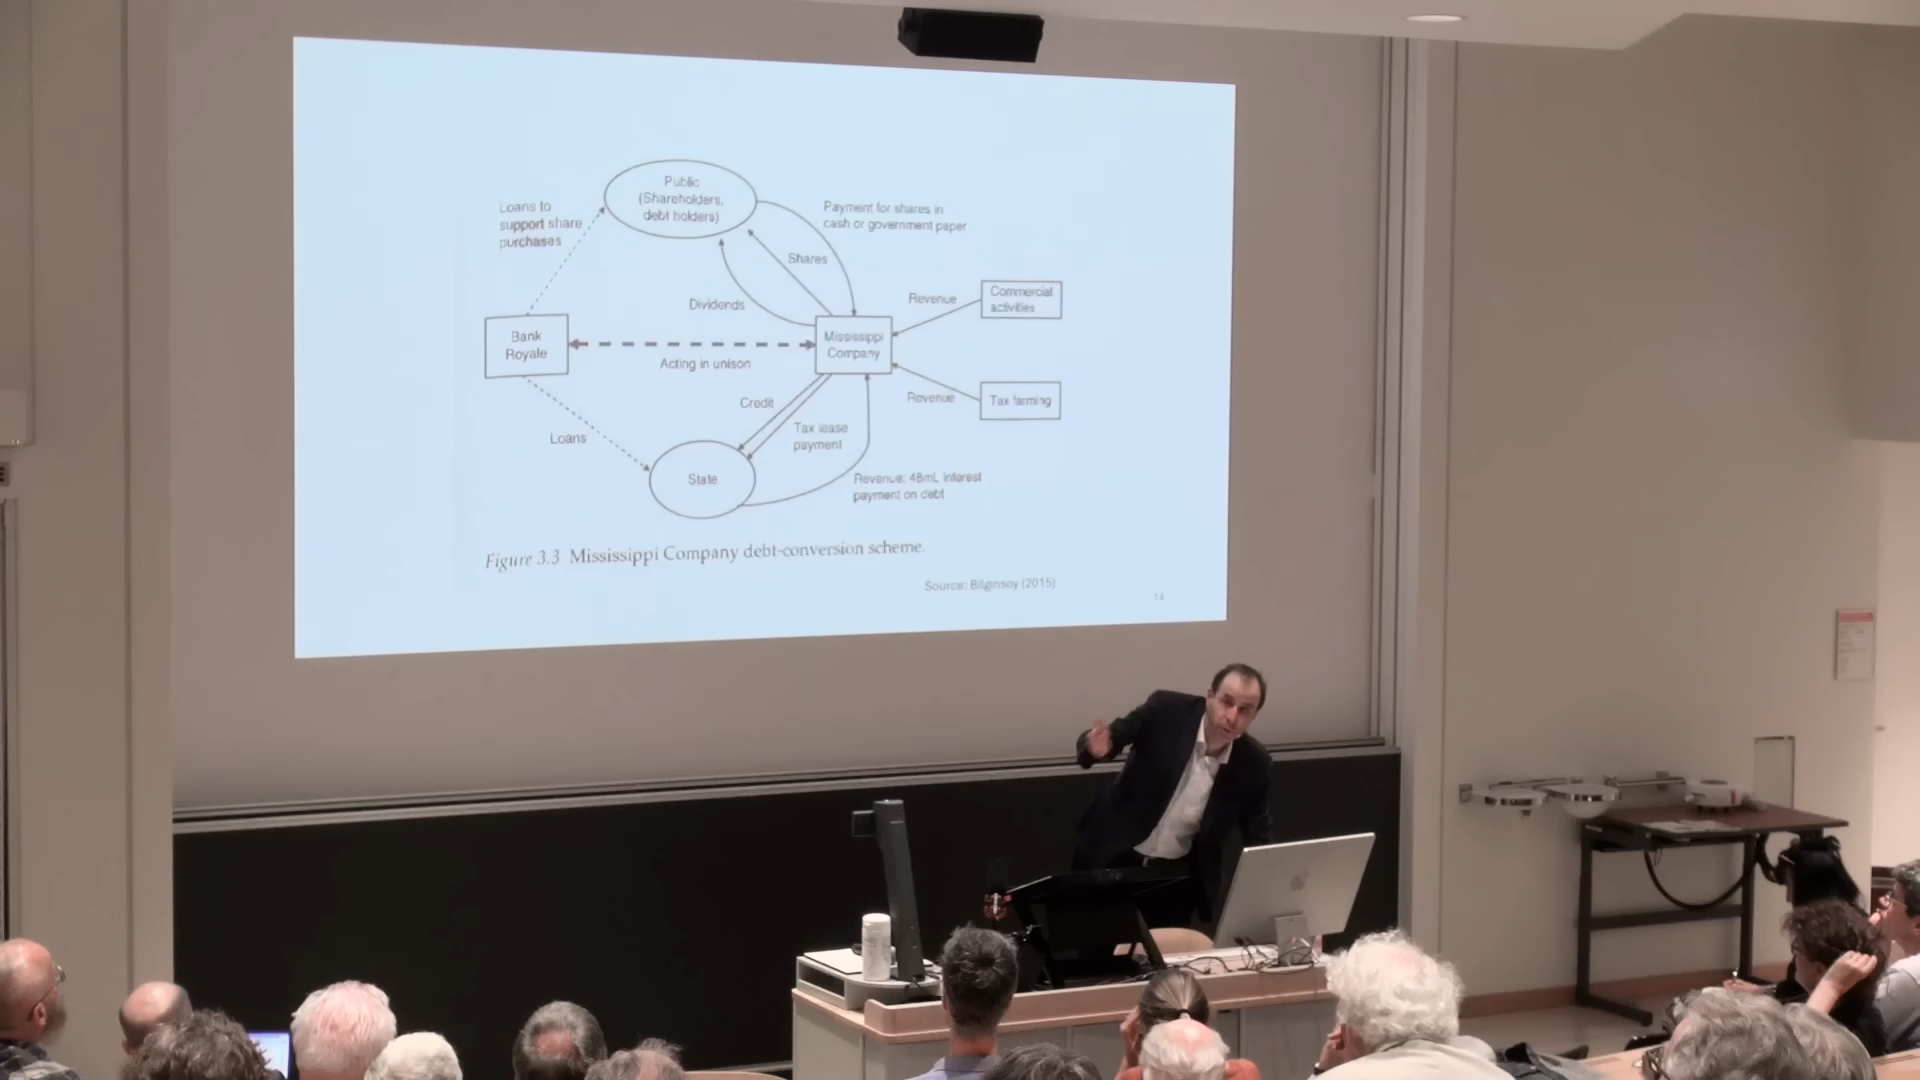 Public
(Shareholders,
debt holders)
Loans to
support share
purchases
Payment for shares in
cash or government paper
Shares
Dividends
Revenue
Commercial
activities
Bank
Royale
Mississippi
Company
Acting in unison
Revenue
Tax farming
Credit
Tax lease
payment
Loans
State
Revenue: 48mL interest
payment on debt
Figure 3.3 Mississippi Company debt-conversion scheme.
Source: Bilginsoy (2015)